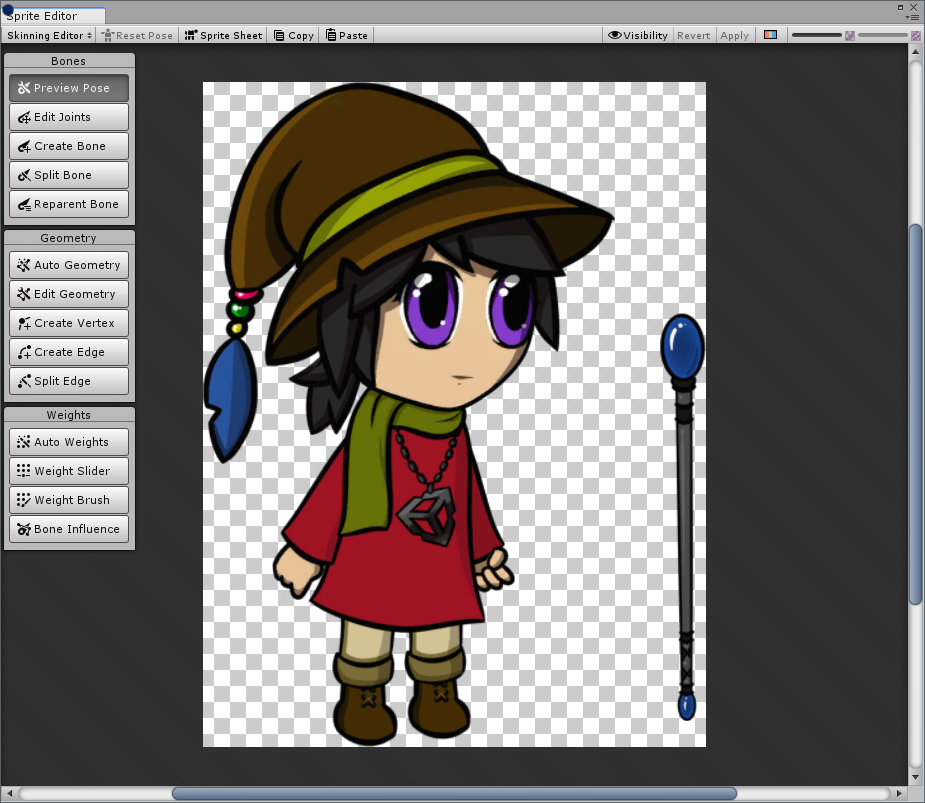 Sprite Editor
Skinning Editor Reset Pose Sprite Sheet Copy Paste Visibility Revert Apply
Bones
Preview Pose
Edit Joints
Create Bone
Split Bone
Reparent Bone
Geometry
Auto Geometry
Edit Geometry
Create Vertex
Create Edge
Split Edge
Weights
Auto Weights
Weight Slider
Weight Brush
Bone Influence